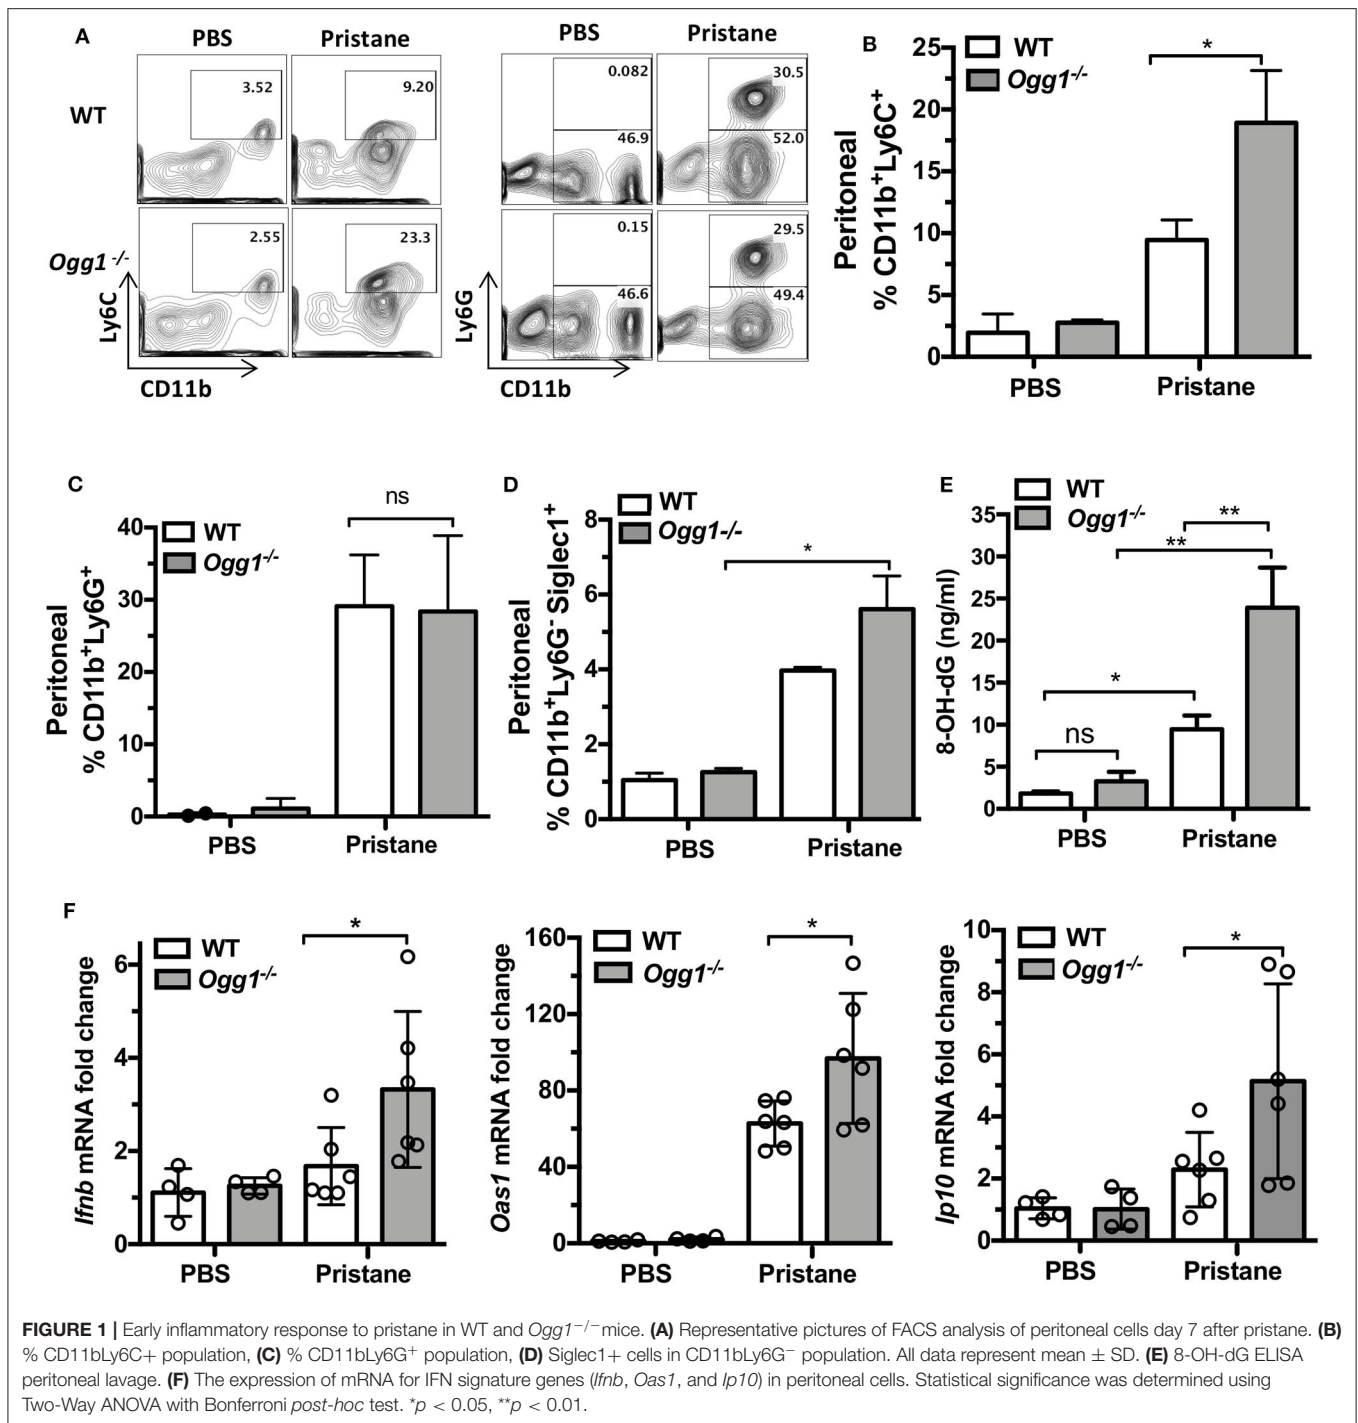 A
PBS
Pristane
PBS
Pristane
WT
3.52
9.20
0.082
46.9
30.5
52.0
Ogg1-/-
2.55
23.3
0.15
46.6
29.5
49.4
Ly6C
CD11b
Ly6G
CD11b
B
WT
Ogg1-/-
*
Peritoneal
% CD11b+Ly6C+
25
20
15
10
5
0
PBS
Pristane
C
WT
Ogg1-/-
ns
Peritoneal
% CD11b+Ly6G+
40
30
20
10
0
PBS
Pristane
D
WT
Ogg1-/-
*
Peritoneal
% CD11b+Ly6G- Siglec1+
8
6
4
2
0
PBS
Pristane
E
WT
Ogg1-/-
**
**
*
ns
8-OH-dG (ng/ml)
35
30
25
20
15
10
5
0
PBS
Pristane
F
WT
Ogg1-/-
*
Ifnb mRNA fold change
6
4
2
0
PBS
Pristane
WT
Ogg1-/-
*
Oas1 mRNA fold change
160
120
80
40
0
PBS
Pristane
WT
Ogg1-/-
*
Ip10 mRNA fold change
10
8
6
4
2
0
PBS
Pristane
FIGURE 1 | Early inflammatory response to pristane in WT and Ogg1−/−mice. (A) Representative pictures of FACS analysis of peritoneal cells day 7 after pristane. (B)
% CD11bLy6C+ population, (C) % CD11bLy6G+ population, (D) Siglec1+ cells in CD11bLy6G− population. All data represent mean ± SD. (E) 8-OH-dG ELISA
peritoneal lavage. (F) The expression of mRNA for IFN signature genes (Ifnb, Oas1, and Ip10) in peritoneal cells. Statistical significance was determined using
Two-Way ANOVA with Bonferroni post-hoc test. *p < 0.05, **p < 0.01.